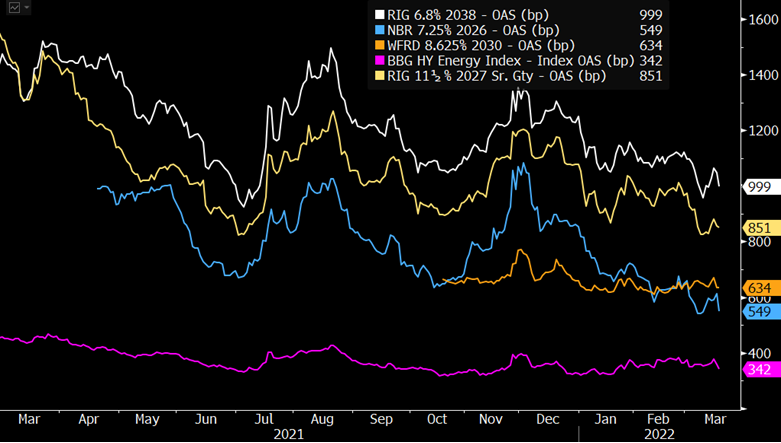 RIG 6.8% 2038 - OAS (bp) 999
NBR 7.25% 2026 - OAS (bp) 549
WFRD 8.625% 2030 - OAS (bp) 634
BBG HY Energy Index - Index OAS (bp) 342
RIG 11½% 2027 Sr. Gty - OAS (bp) 851
1600
1200
999
851
800
634
600
549
400
342
Mar Apr May Jun Jul Aug Sep Oct Nov Dec Jan Feb Mar
2021 2022